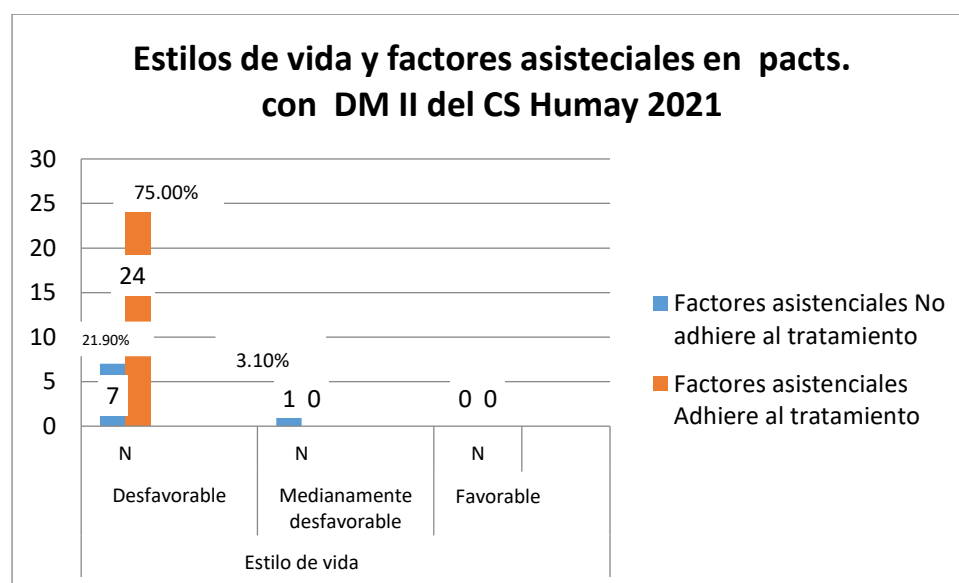 Estilos de vida y factores asisteciales en pacts.
con DM II del CS Humay 2021
30
25
20
15
10
5
0
75.00%
24
21.90%
7
3.10%
1 0
0 0
N
N
N
Desfavorable
Medianamente
desfavorable
Favorable
Estilo de vida
Factores asistenciales No
adhiere al tratamiento
Factores asistenciales
Adhiere al tratamiento